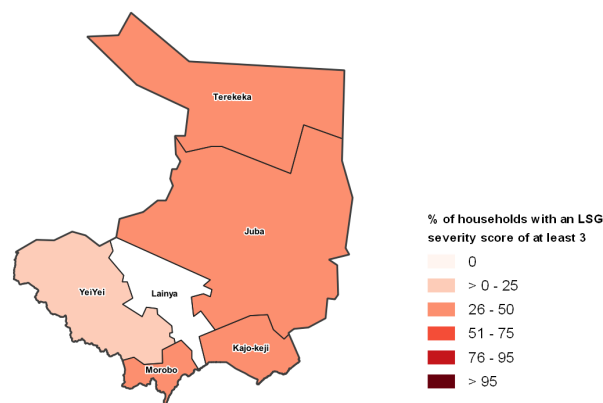 Terekeka
Juba
YeiYei
Lainya
Kajo-keji
Morobo
% of households with an LSG
severity score of at least 3
0
> 0 - 25
26 - 50
51 - 75
76 - 95
> 95